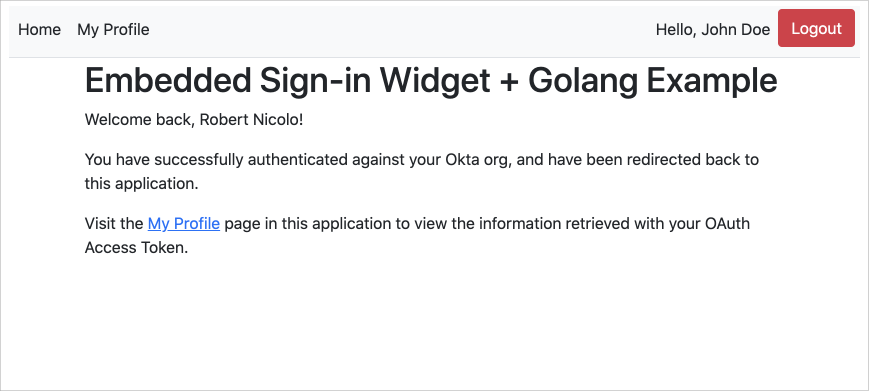 Home My Profile Hello, John Doe Logout
Embedded Sign-in Widget + Golang Example
Welcome back, Robert Nicolo!
You have successfully authenticated against your Okta org, and have been redirected back to
this application.
Visit the My Profile page in this application to view the information retrieved with your OAuth
Access Token.